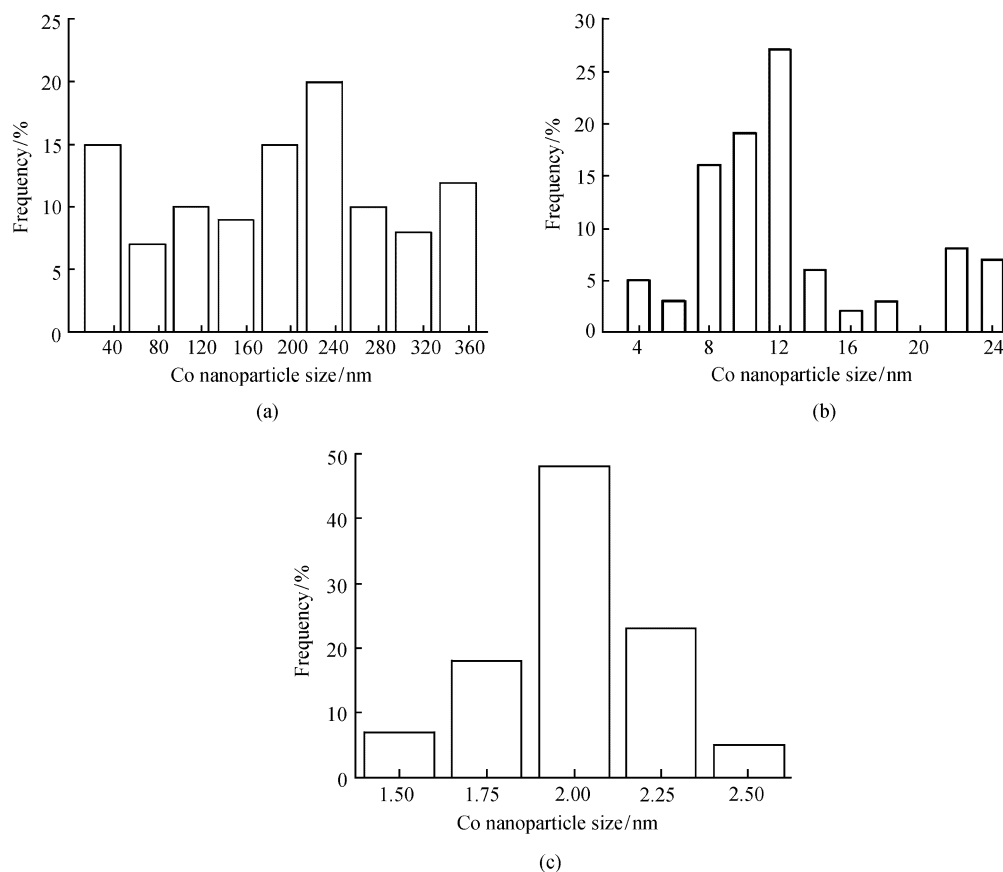 25
20
15
10
5
0
Frequency/%
40 80 120 160 200 240 280 320 360
Co nanoparticle size/nm
(a)
30
25
20
15
10
5
0
Frequency/%
4 8 12 16 20 24
Co nanoparticle size/nm
(b)
50
40
30
20
10
0
Frequency/%
1.50 1.75 2.00 2.25 2.50
Co nanoparticle size/nm
(c)